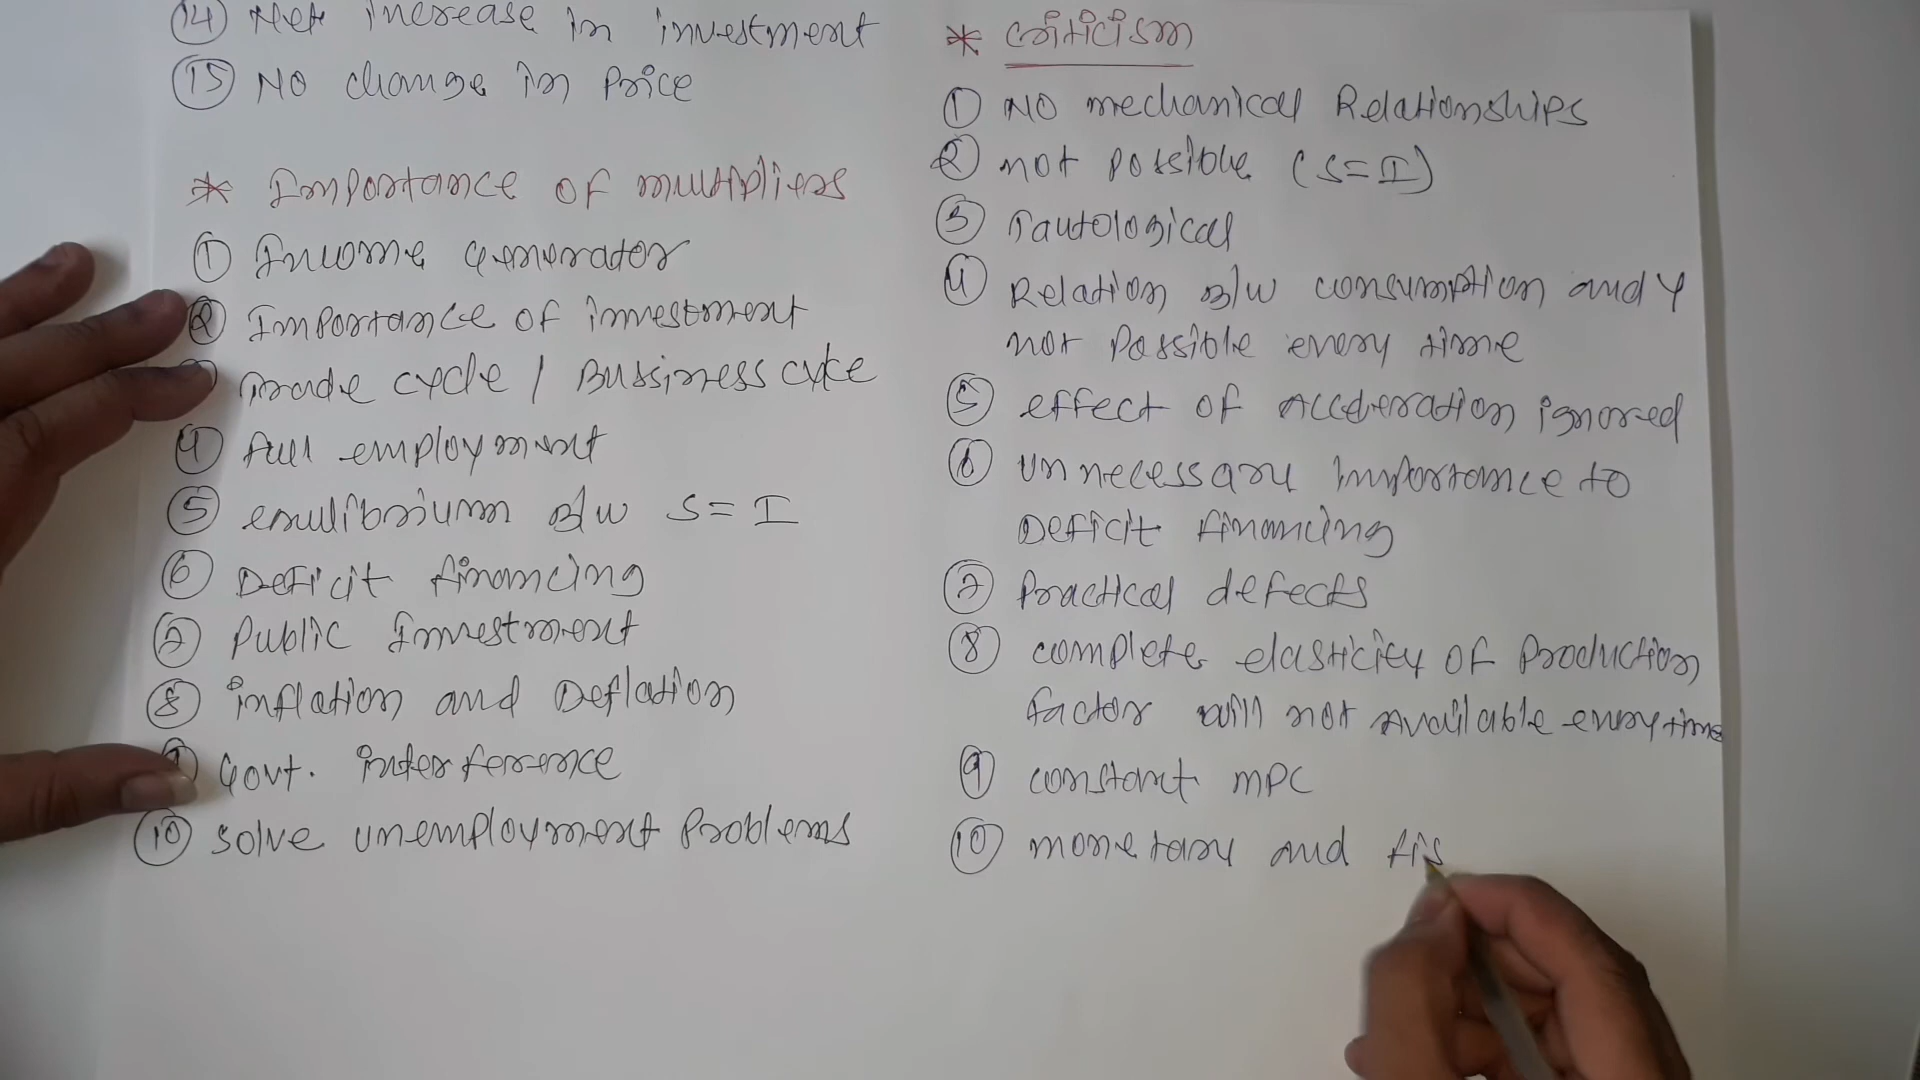 14 Net increase in investment
15 No change in Price
* Importance of multipliers
1 Income Generator
2 Importance of investment
Trade cycle / Bussiness cycle
4 full employment
5 enulibrium b/w S = I
6 Deficit financing
7 Public Investment
8 inflation and Deflation
9 Govt. interference
10 solve unemployment Problems
* criticism
1 No mechanical Relationships
2 not possible (S=I)
3 Tautological
4 Relation b/w consumption and Y
not Possible every time
5 effect of Acceleration ignored
6 unnecessary importance to
Deficit financing
7 Practical defects
8 complete elasticity of Production
factor will not available everytime
9 constant MPC
10 monetary and fis